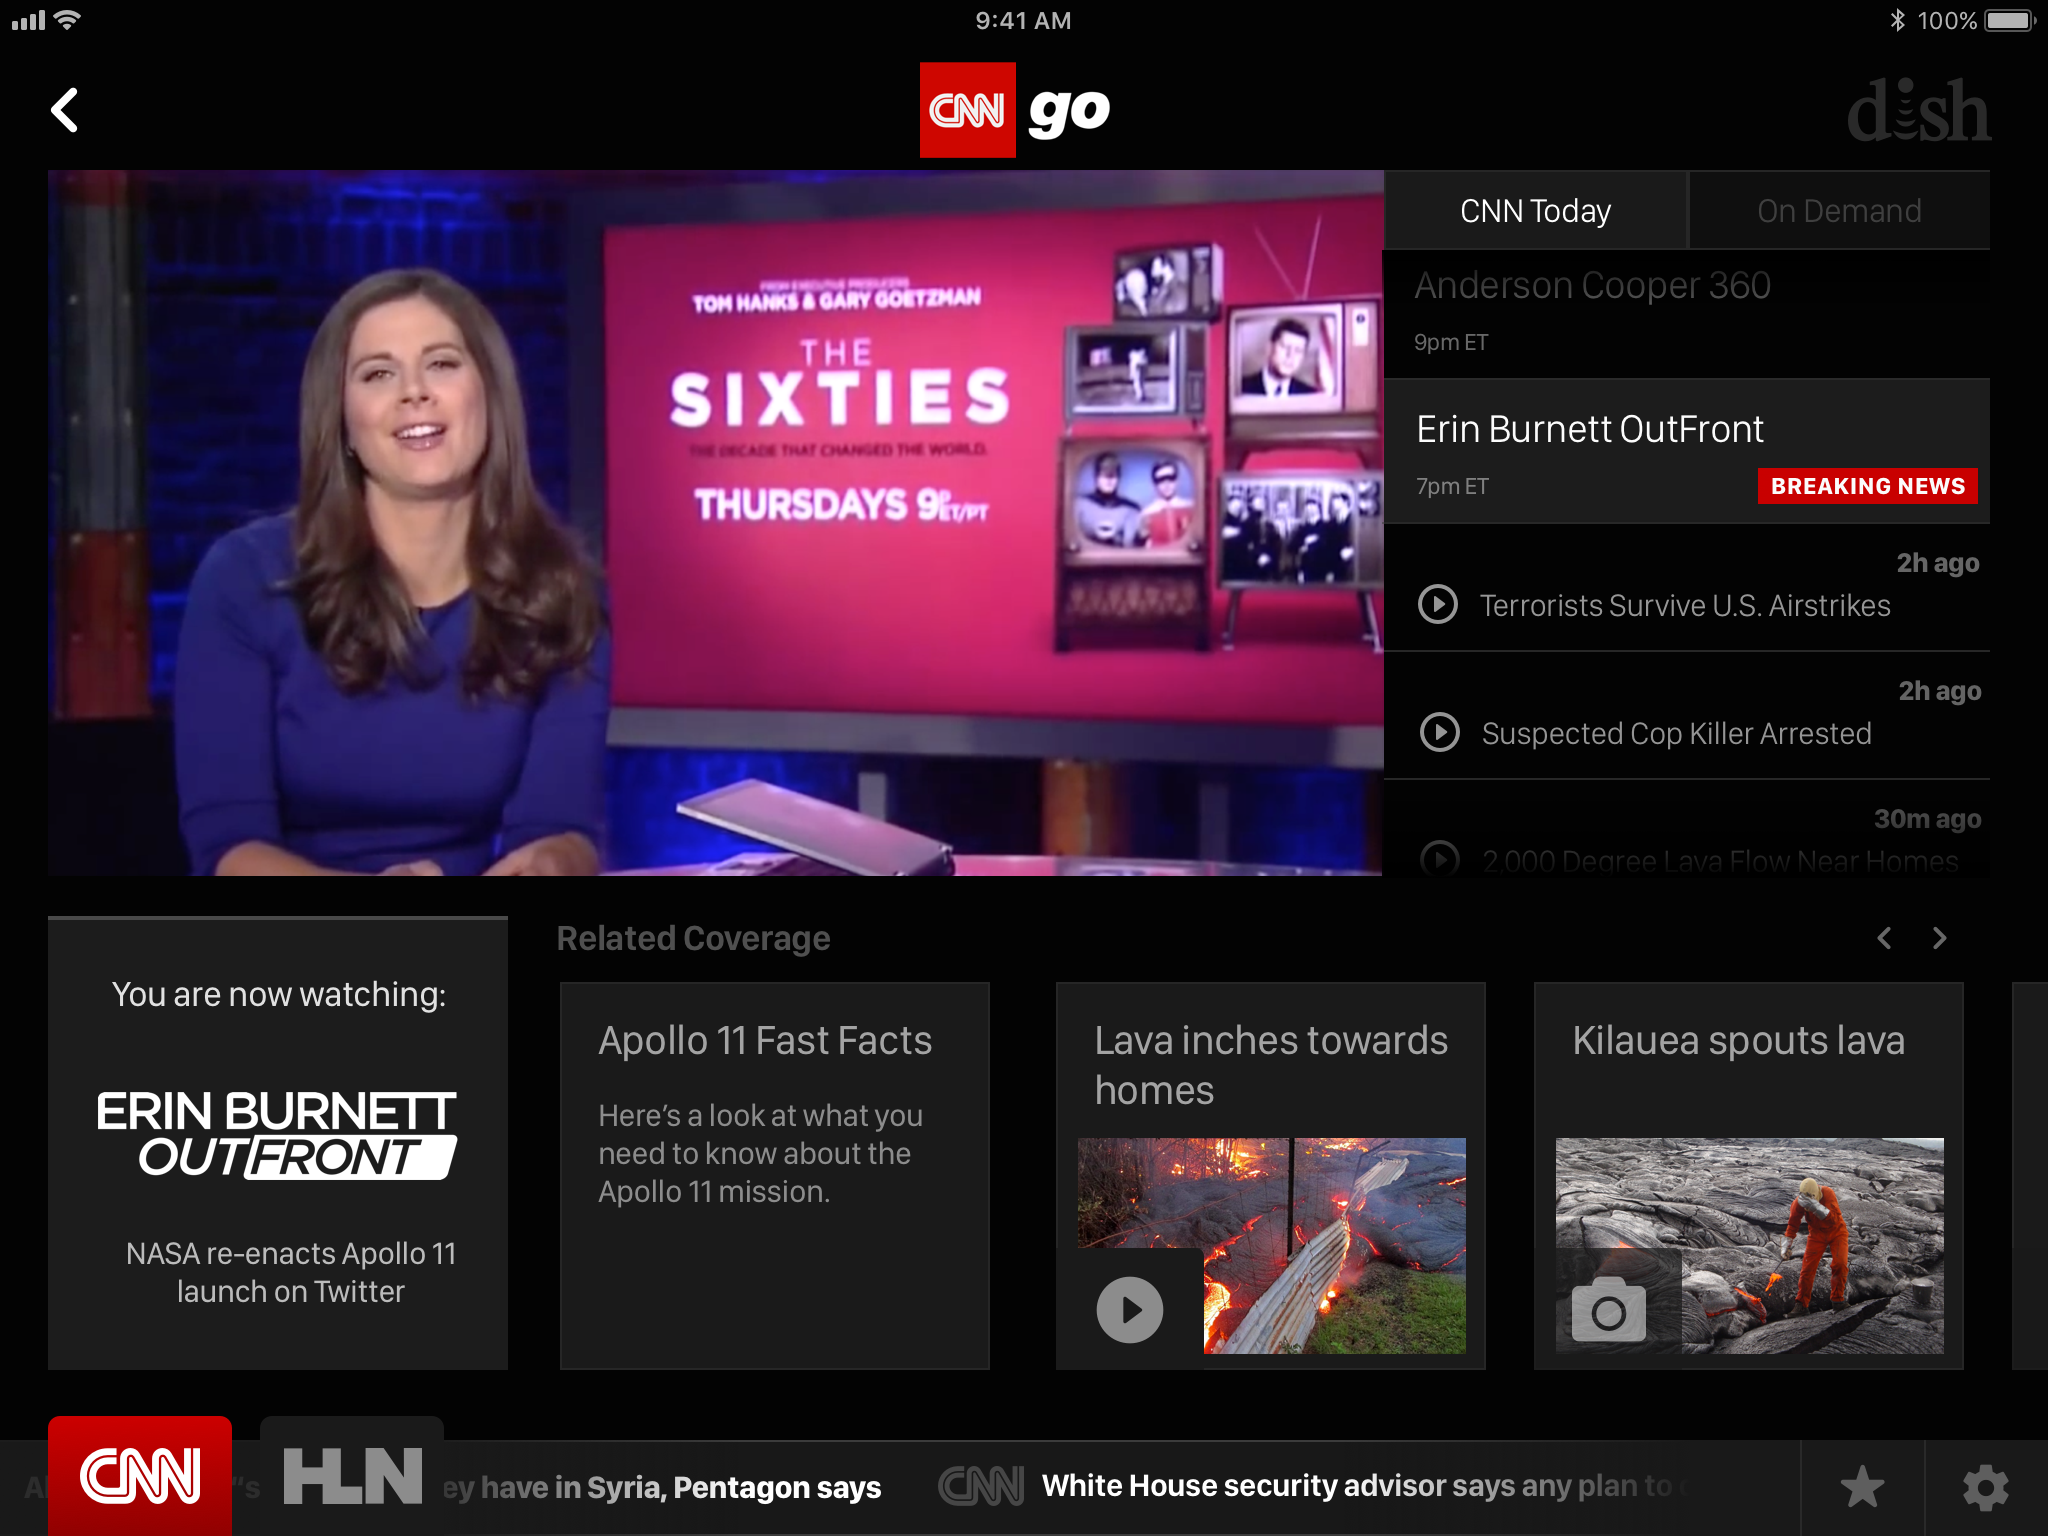 9:41 AM
100%
CNN go
dish
FROM EXECUTIVE PRODUCERS
TOM HANKS & GARY GOETZMAN
THE
SIXTIES
THE DECADE THAT CHANGED THE WORLD.
THURSDAYS 9P ET/PT
CNN Today
On Demand
Anderson Cooper 360
9pm ET
Erin Burnett OutFront
7pm ET
BREAKING NEWS
2h ago
Terrorists Survive U.S. Airstrikes
2h ago
Suspected Cop Killer Arrested
30m ago
2,000 Degree Lava Flow Near Homes
You are now watching:
ERIN BURNETT
OUTFRONT
NASA re-enacts Apollo 11
launch on Twitter
Related Coverage
Apollo 11 Fast Facts
Here's a look at what you
need to know about the
Apollo 11 mission.
Lava inches towards
homes
Kilauea spouts lava
CNN
HLN
have in Syria, Pentagon says
CNN White House security advisor says any plan to